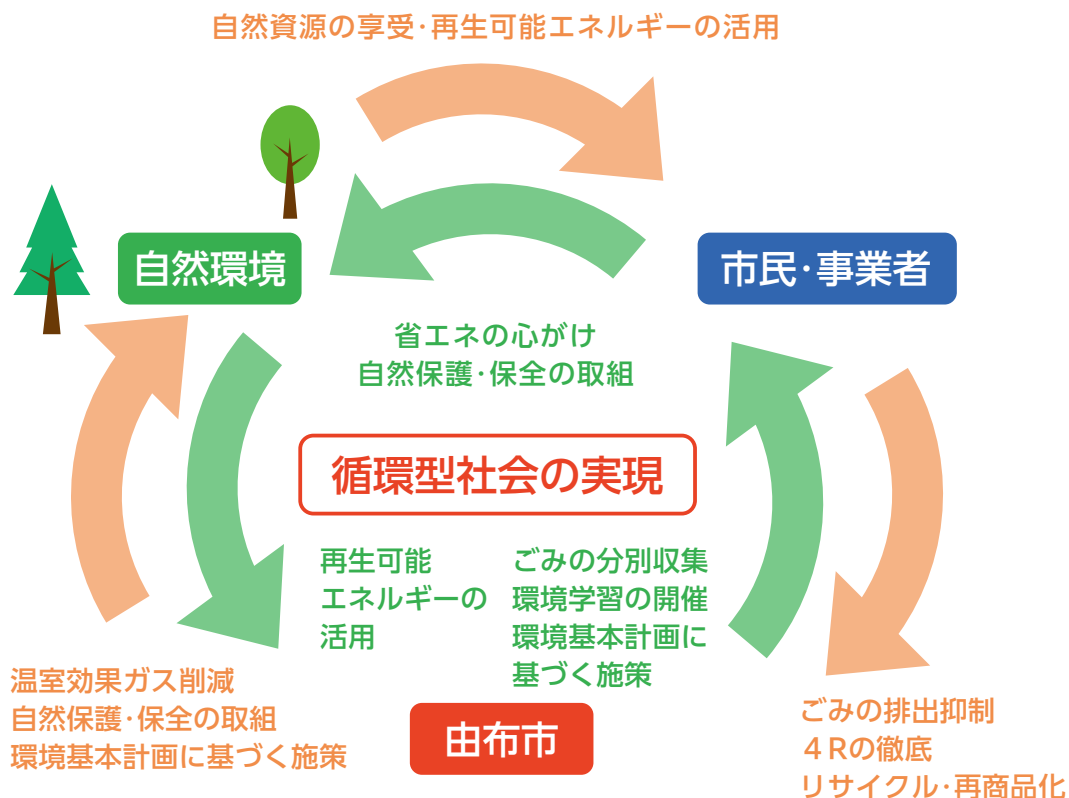 自然資源の享受・再生可能エネルギーの活用
自然環境
市民・事業者
省エネの心がけ
自然保護・保全の取組
循環型社会の実現
再生可能
エネルギーの
活用
ごみの分別収集
環境学習の開催
環境基本計画に
基づく施策
温室効果ガス削減
自然保護・保全の取組
環境基本計画に基づく施策
由布市
ごみの排出抑制
４Rの徹底
リサイクル・再商品化